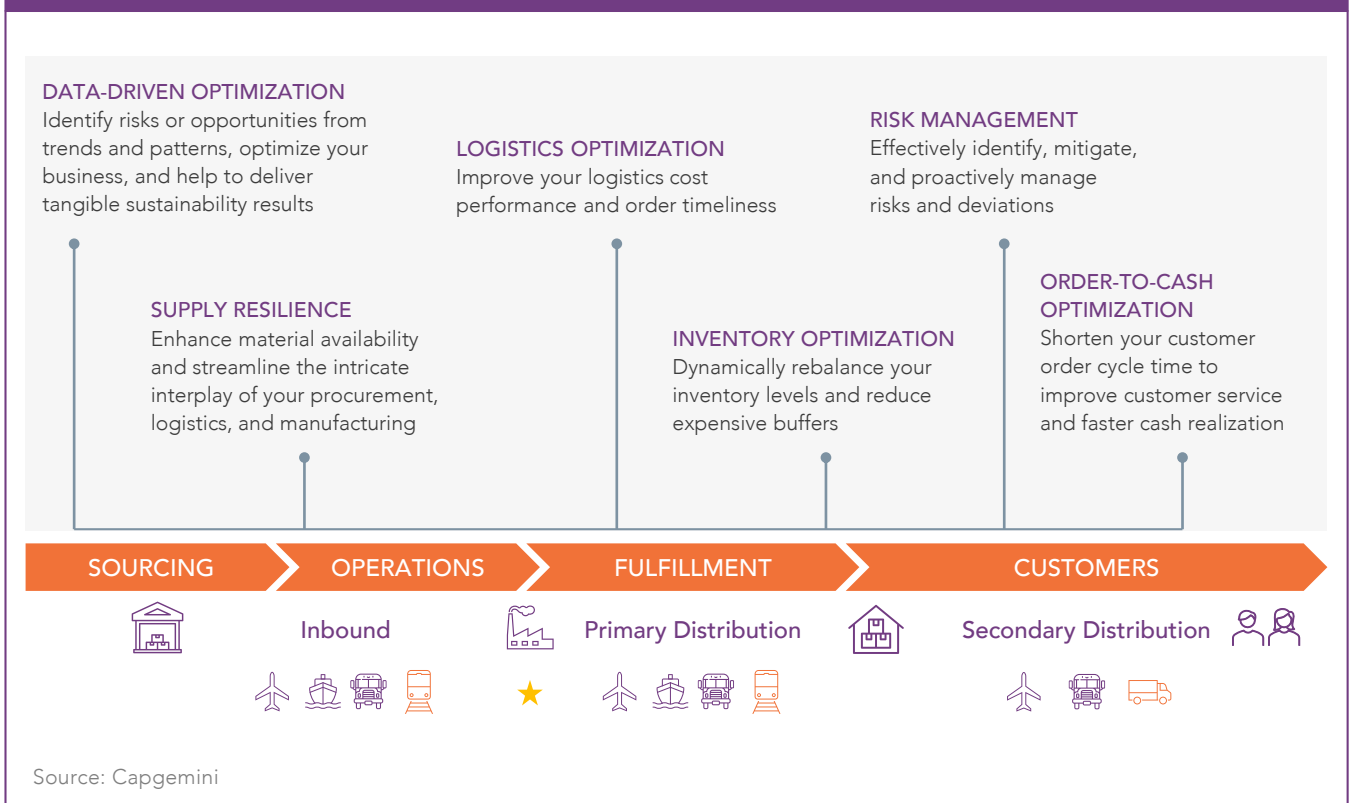 DATA-DRIVEN OPTIMIZATION
Identify risks or opportunities from
trends and patterns, optimize your
business, and help to deliver
tangible sustainability results
SUPPLY RESILIENCE
Enhance material availability
and streamline the intricate
interplay of your procurement,
logistics, and manufacturing
LOGISTICS OPTIMIZATION
Improve your logistics cost
performance and order timeliness
INVENTORY OPTIMIZATION
Dynamically rebalance your
inventory levels and reduce
expensive buffers
RISK MANAGEMENT
Effectively identify, mitigate,
and proactively manage
risks and deviations
ORDER-TO-CASH
OPTIMIZATION
Shorten your customer
order cycle time to
improve customer service
and faster cash realization
SOURCING
OPERATIONS
FULFILLMENT
CUSTOMERS
Inbound
Primary Distribution
Secondary Distribution
Source: Capgemini